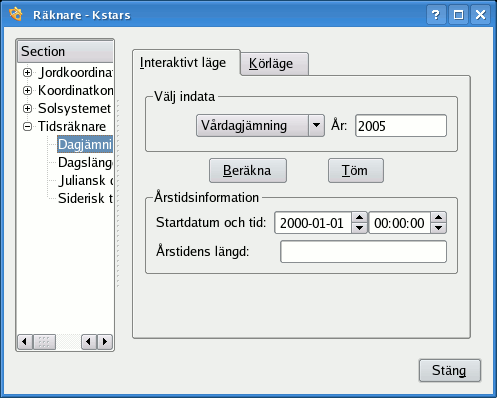 Räknare - Kstars
Section
Jordkoordinat
Koordinatkon
Solsystemet
Tidsräknare
Dagjämni
Dagsläng
Juliansk d
Siderisk t
Interaktivt läge
Körläge
Välj indata
Vårdagjämning
År: 2005
Beräkna
Töm
Årstidsinformation
Startdatum och tid: 2000-01-01 00:00:00
Årstidens längd:
Stäng